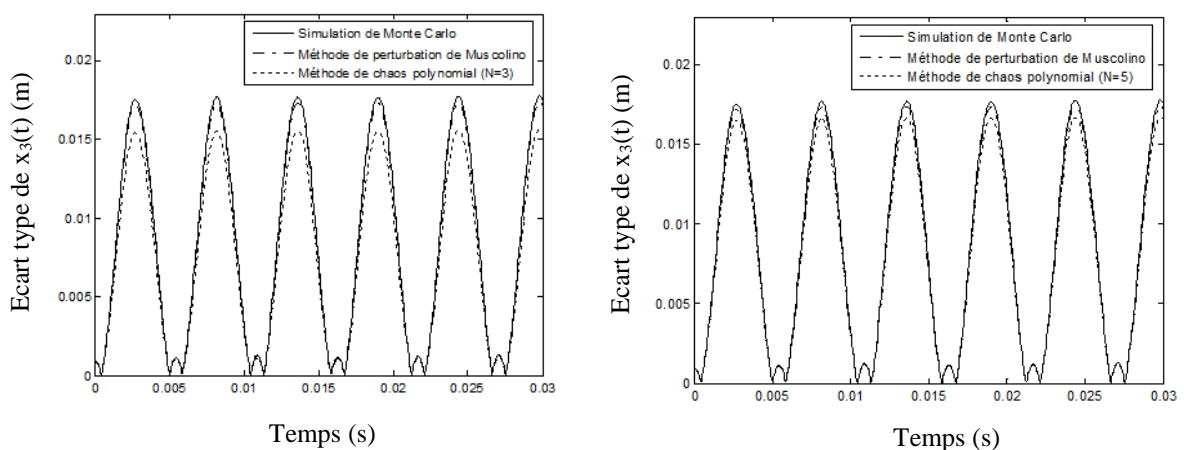 Simulation de Monte Carlo
Méthode de perturbation de Muscolino
Méthode de chaos polynomial (N=3)
Ecart type de x3(t) (m)
0.02
0.015
0.01
0.005
0
0 0.005 0.01 0.015 0.02 0.025 0.03
Temps (s)
Simulation de Monte Carlo
Méthode de perturbation de Muscolino
Méthode de chaos polynomial (N=5)
Ecart type de x3(t) (m)
0.02
0.015
0.01
0.005
0
0 0.005 0.01 0.015 0.02 0.025 0.03
Temps (s)